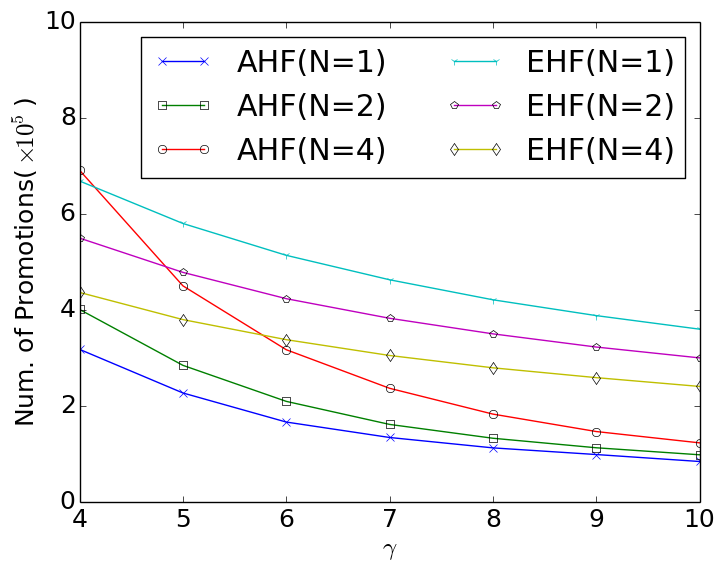 10
8
6
4
2
0
Num. of Promotions( ×10⁵ )
AHF(N=1)
AHF(N=2)
AHF(N=4)
EHF(N=1)
EHF(N=2)
EHF(N=4)
4 5 6 7 8 9 10
γ